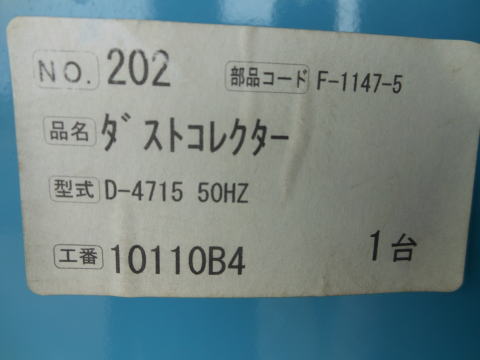 NO. 202 部品コード F-1147-5
品名 ダストコレクター
型式 D-4715 50HZ
工番 10110B4 1台